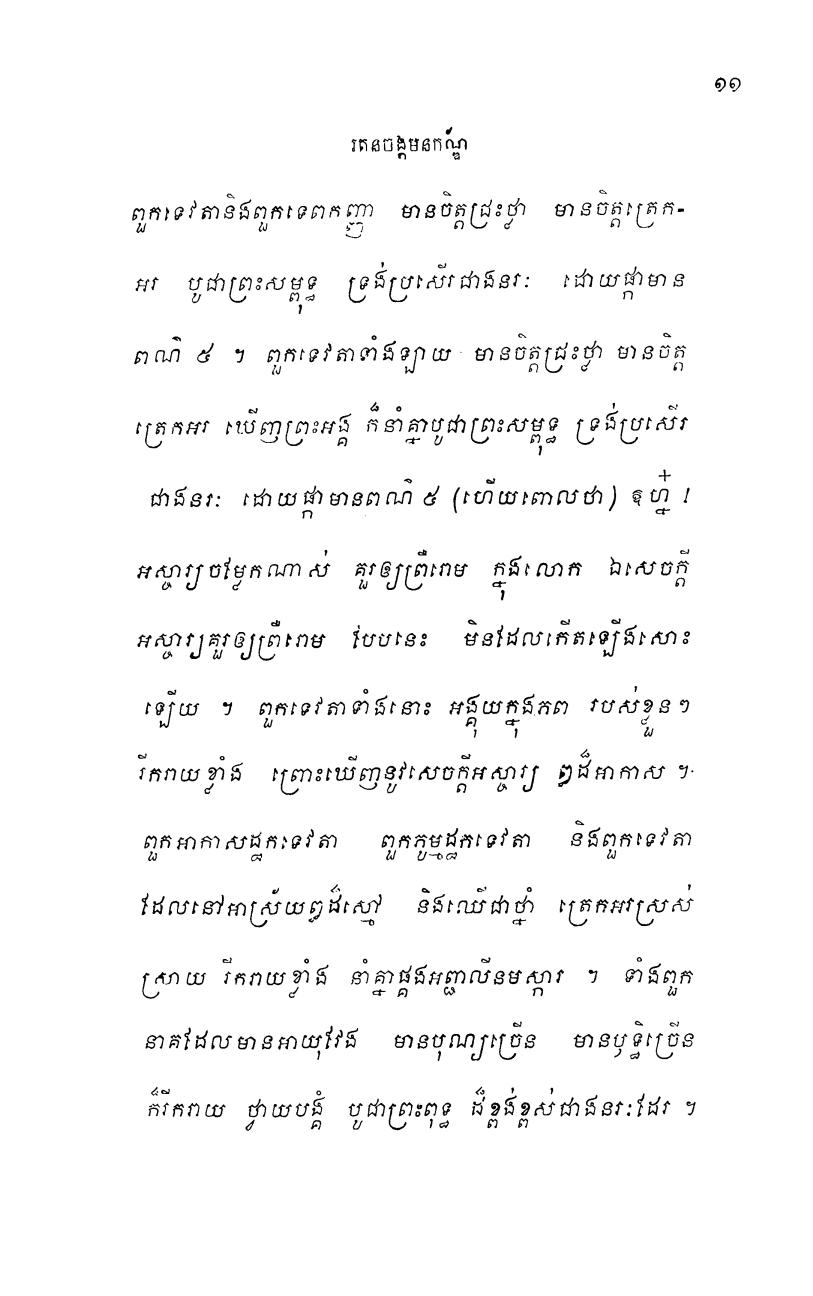 ១១
រតនចង្កមនកណ្ឌ
ពួកទេវតានិងពួកទេពកញ្ញា មានចិត្តជ្រះថ្លា មានចិត្តត្រេក-
អរ បូជាព្រះសម្ពុទ្ធ ទ្រង់ប្រសើរជាងនរៈ ដោយផ្កាមាន
ពណ៌ ៥ ។ ពួកទេវតាទាំងឡាយ មានចិត្តជ្រះថ្លា មានចិត្ត
ត្រេកអរ ឃើញព្រះអង្គ ក៏នាំគ្នាបូជាព្រះសម្ពុទ្ធ ទ្រង់ប្រសើរ
ជាងនរៈ ដោយផ្កាមានពណ៌ ៥ (ហើយពោលថា) ឱហ្ន៎ !
អស្ចារ្យចម្លែកណាស់ គួរឲ្យព្រឺរោម ក្នុងលោក ឯសេចក្តី
អស្ចារ្យគួរឲ្យព្រឺរោម បែបនេះ មិនដែលកើតឡើងសោះ
ឡើយ ។ ពួកទេវតាទាំងនោះ អង្គុយក្នុងភព របស់ខ្លួនៗ
រីករាយខ្លាំង ព្រោះឃើញនូវសេចក្តីអស្ចារ្យ ឰដ៏អាកាស ។
ពួកអាកាសដ្ឋកទេវតា ពួកភូម្មដ្ឋកទេវតា និងពួកទេវតា
ដែលនៅអាស្រ័យឰដ៏ស្មៅ និងឈើជាថ្នាំ ត្រេកអរស្រស់
ស្រាយ រីករាយខ្លាំង នាំគ្នាផ្គងអញ្ជលីនមស្ការ ។ ទាំងពួក
នាគដែលមានអាយុវែង មានបុណ្យច្រើន មានឫទ្ធិច្រើន
ក៏រីករាយ ថ្វាយបង្គំ បូជាព្រះពុទ្ធ ដ៏ខ្ពង់ខ្ពស់ជាងនរៈដែរ ។